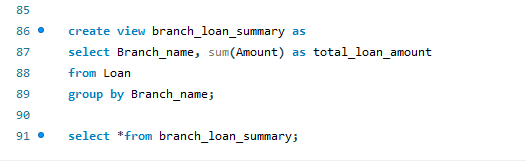 85
86 create view branch_loan_summary as
87 select Branch_name, sum(Amount) as total_loan_amount
88 from Loan
89 group by Branch_name;
90
91 select *from branch_loan_summary;